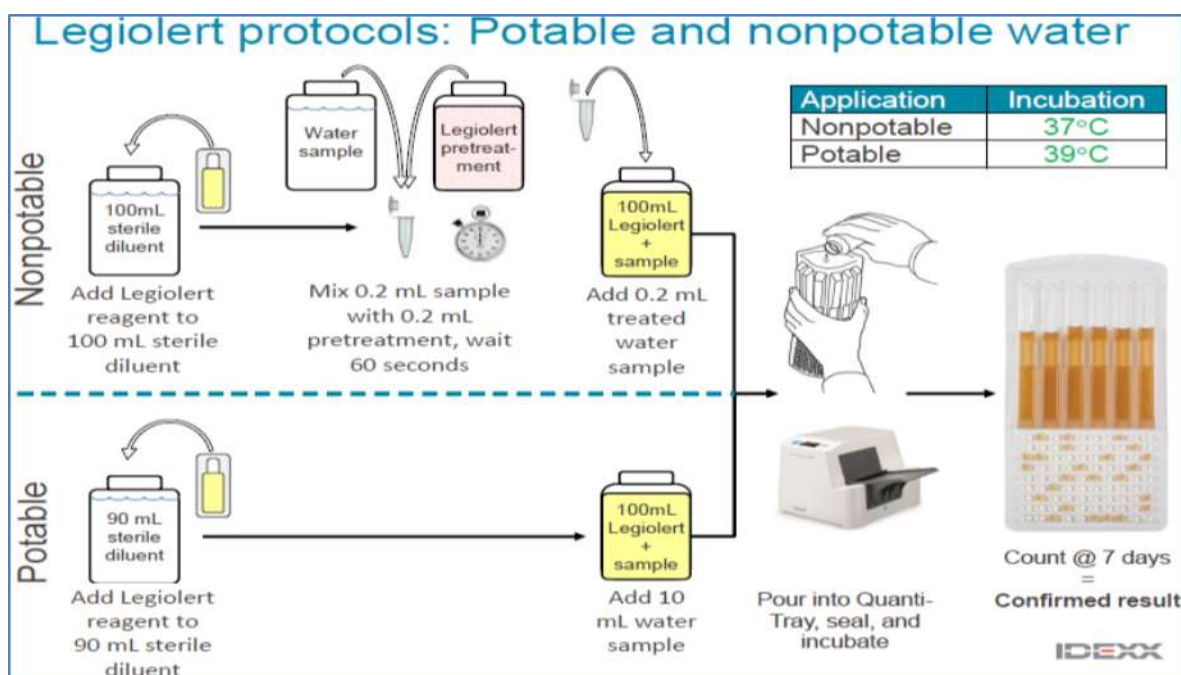 Legiolert protocols: Potable and nonpotable water
Nonpotable
100mL
sterile
diluent
Add Legiolert
reagent to
100 mL sterile
diluent
Water
sample
Legiolert
pretreat-
ment
Mix 0.2 mL sample
with 0.2 mL
pretreatment, wait
60 seconds
100mL
Legiolert
+
sample
Add 0.2 mL
treated
water
sample
Application Incubation
Nonpotable 37°C
Potable 39°C
Potable
90 mL
sterile
diluent
Add Legiolert
reagent to
90 mL sterile
diluent
100mL
Legiolert
+
sample
Add 10
mL water
sample
Pour into Quanti-
Tray, seal, and
incubate
Count @ 7 days
=
Confirmed result
IDEXX